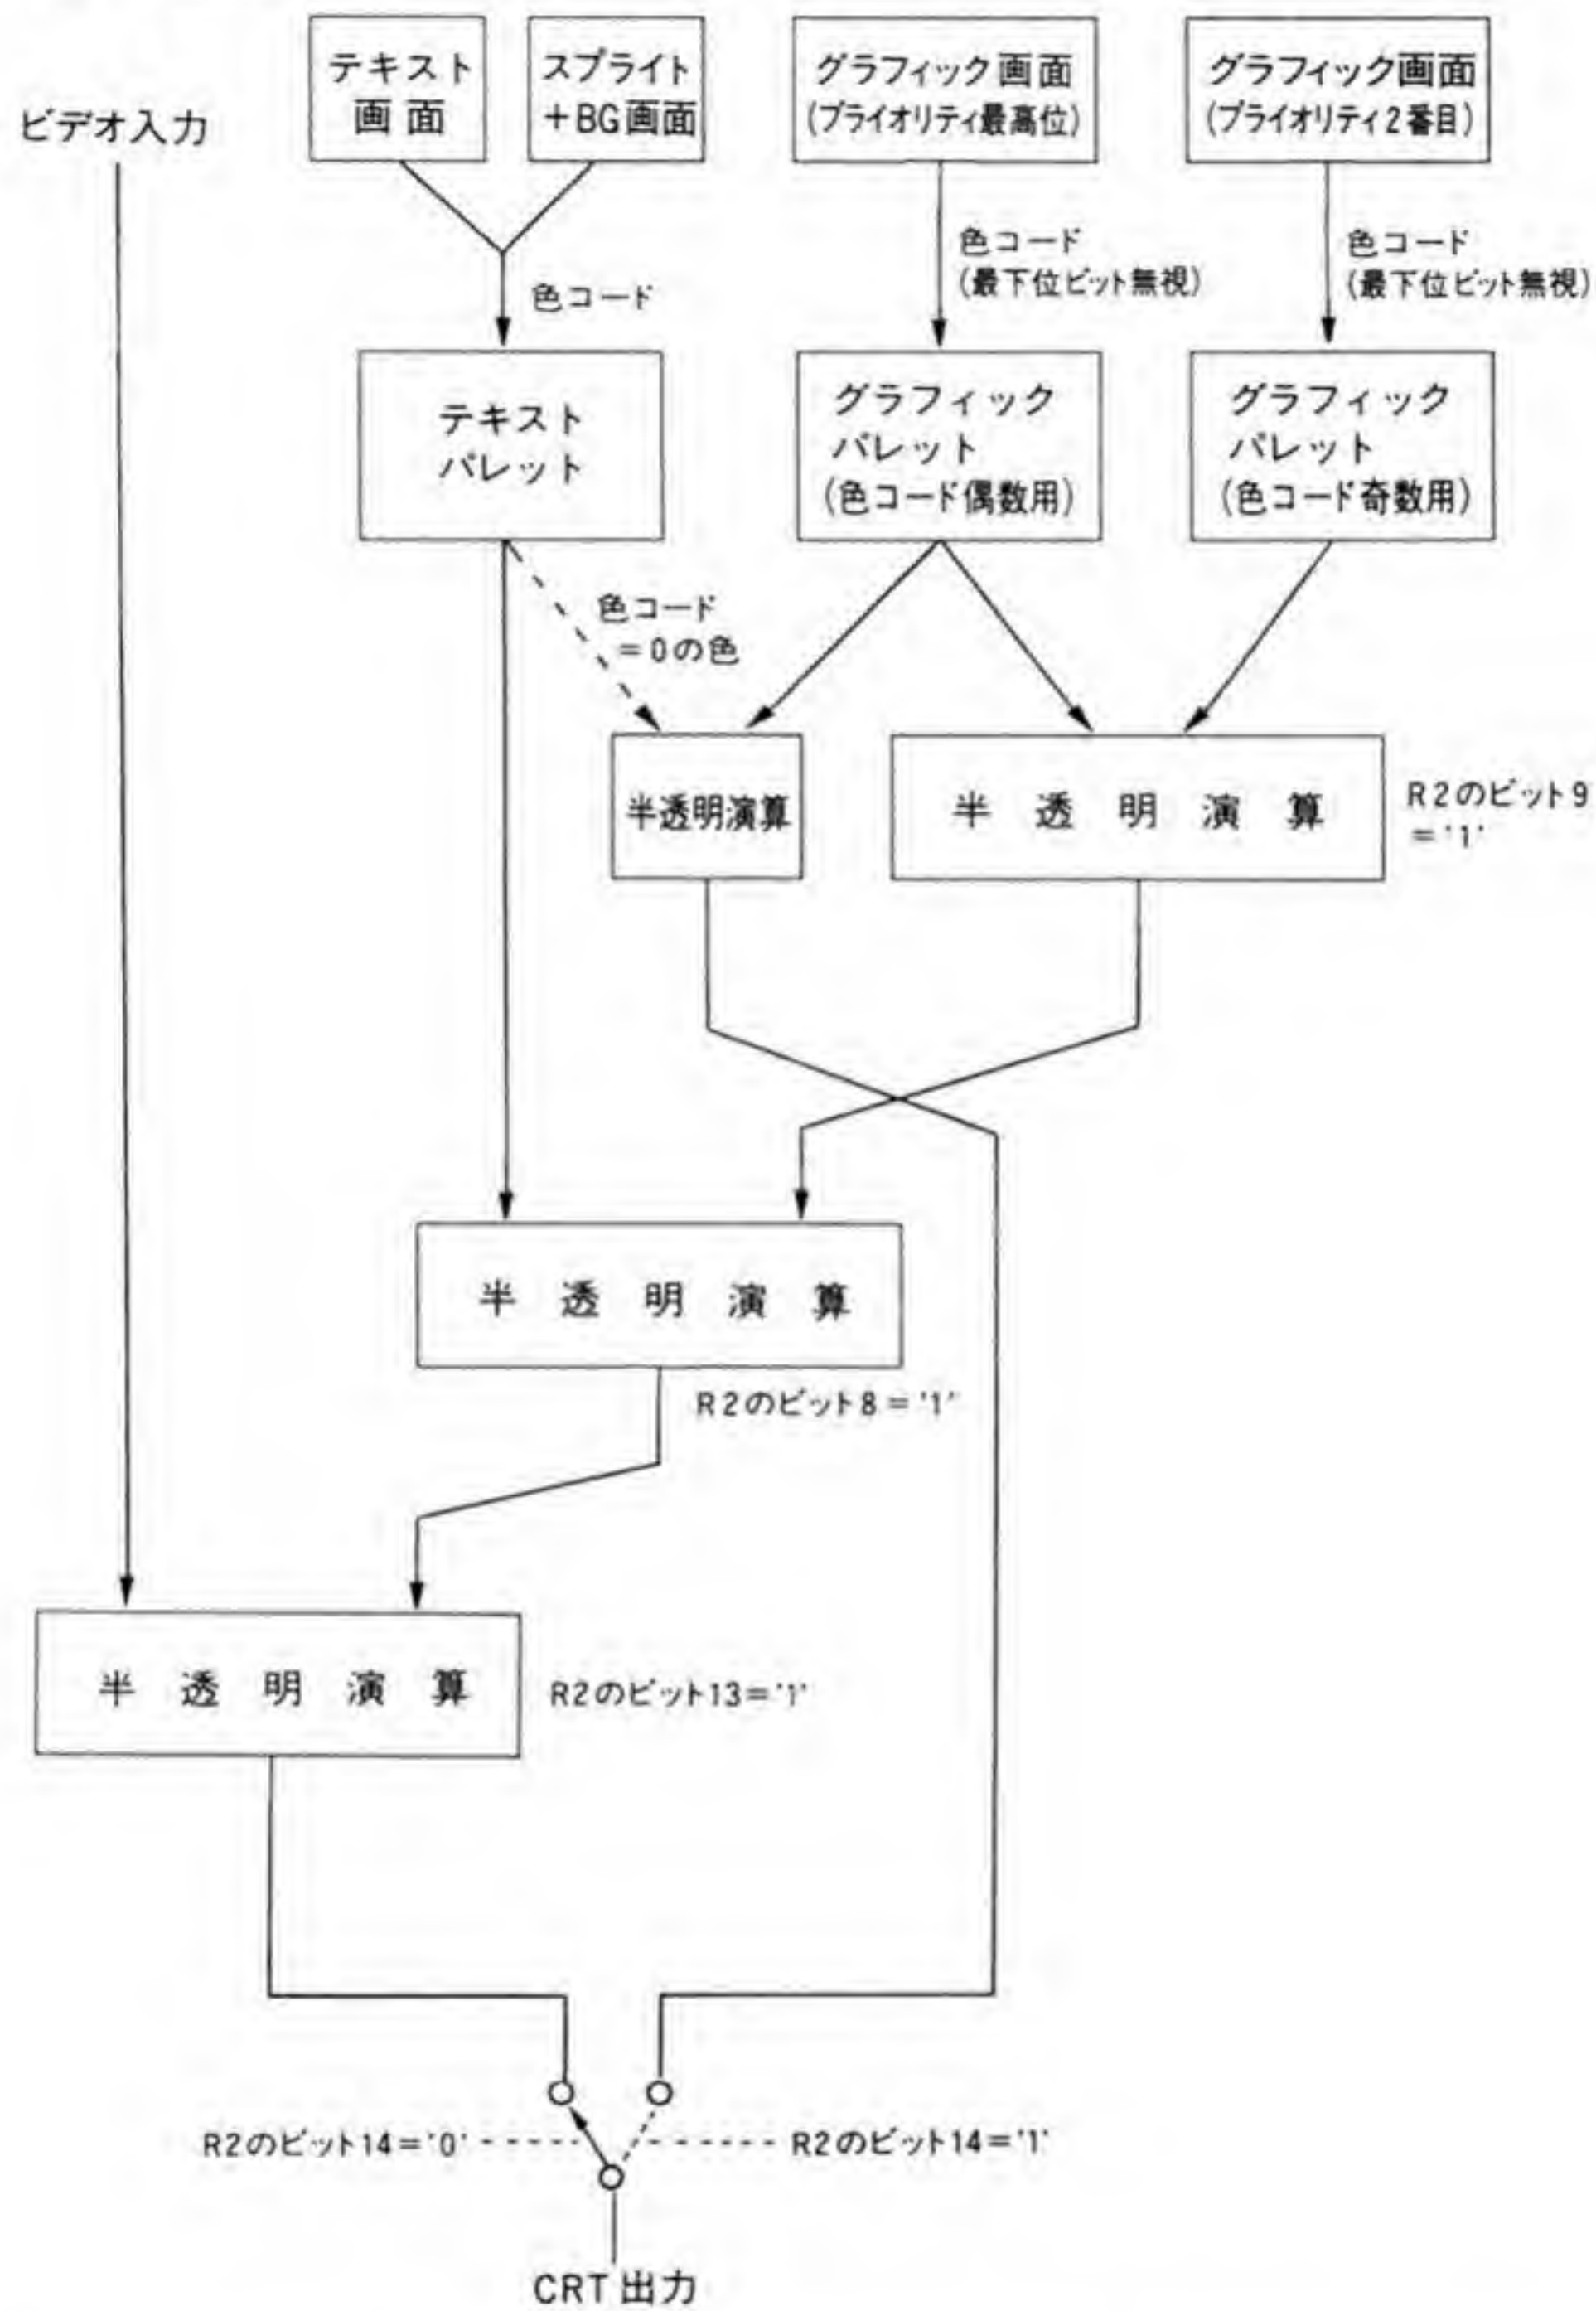 ビデオ入力
テキスト
画面
スプライト
+BG画面
グラフィック画面
(プライオリティ最高位)
グラフィック画面
(プライオリティ2番目)
色コード
色コード
(最下位ビット無視)
色コード
(最下位ビット無視)
テキスト
パレット
グラフィック
パレット
(色コード偶数用)
グラフィック
パレット
(色コード奇数用)
色コード
=0の色
半透明演算
半透明演算
R2のビット9
='1'
半透明演算
R2のビット8='1'
半透明演算
R2のビット13='1'
R2のビット14='0'
R2のビット14='1'
CRT出力